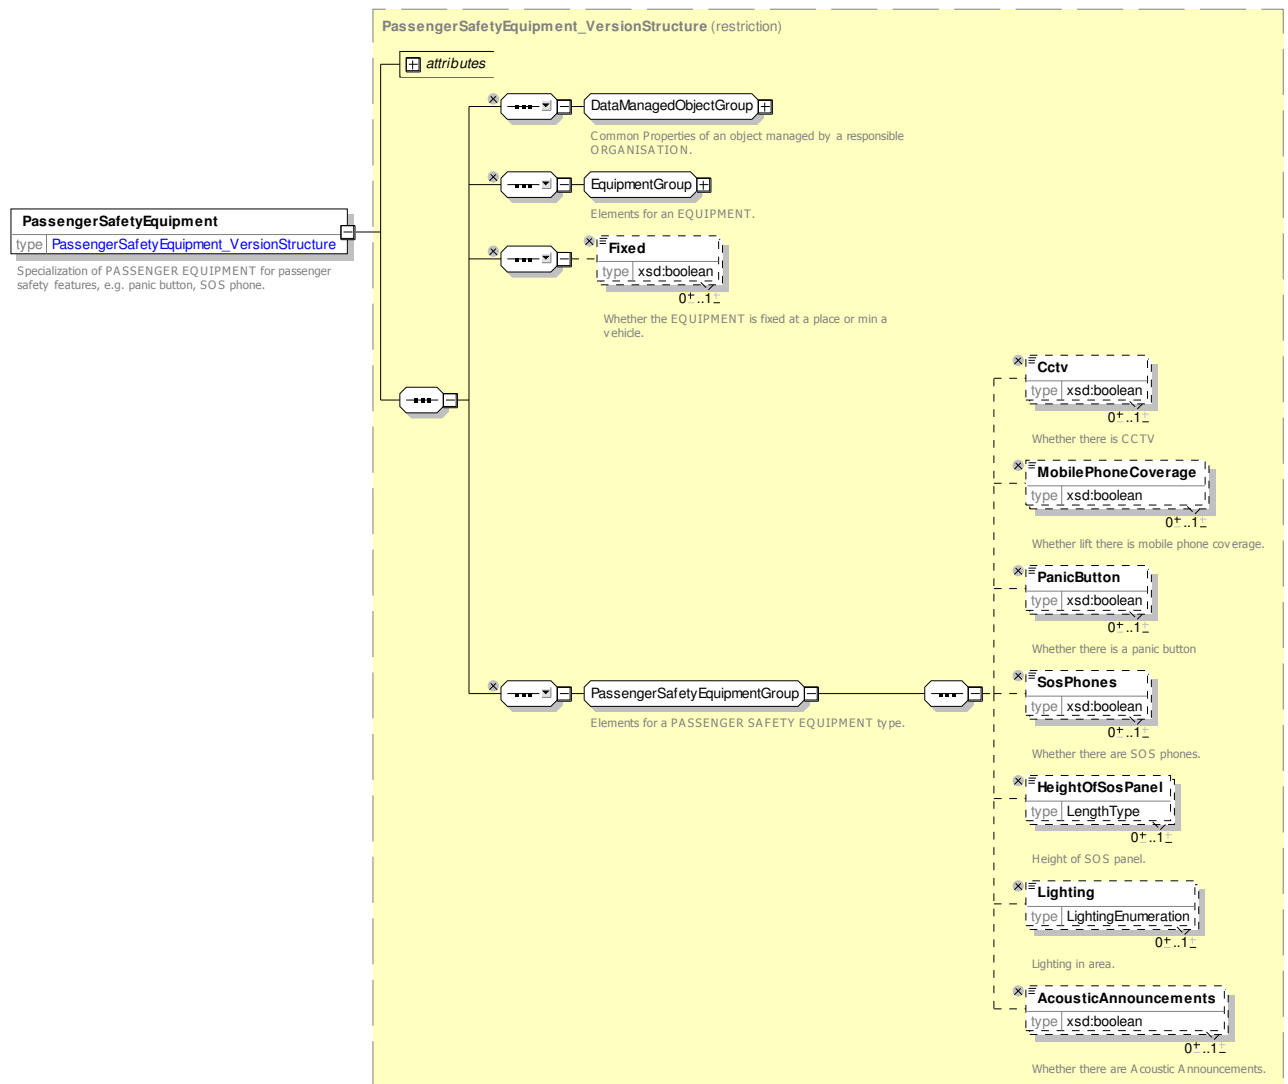 PassengerSafetyEquipment_VersionStructure (restriction)
attributes
DataManagedObjectGroup
Common Properties of an object managed by a responsible
ORGANISATION.
EquipmentGroup
Elements for an EQUIPMENT.
PassengerSafetyEquipment
type PassengerSafetyEquipment_VersionStructure
Specialization of PASSENGER EQUIPMENT for passenger
safety features, e.g. panic button, SOS phone.
Fixed
type xsd:boolean
0±..1±
Whether the EQUIPMENT is fixed at a place or min a
vehicle.
Cctv
type xsd:boolean
0±..1±
Whether there is CCTV
MobilePhoneCoverage
type xsd:boolean
0±..1±
Whether lift there is mobile phone coverage.
PanicButton
type xsd:boolean
0±..1±
Whether there is a panic button
PassengerSafetyEquipmentGroup
Elements for a PASSENGER SAFETY EQUIPMENT type.
SosPhones
type xsd:boolean
0±..1±
Whether there are SOS phones.
HeightOfSosPanel
type LengthType
0±..1±
Height of SOS panel.
Lighting
type LightingEnumeration
0±..1±
Lighting in area.
AcousticAnnouncements
type xsd:boolean
0±..1±
Whether there are Acoustic Announcements.